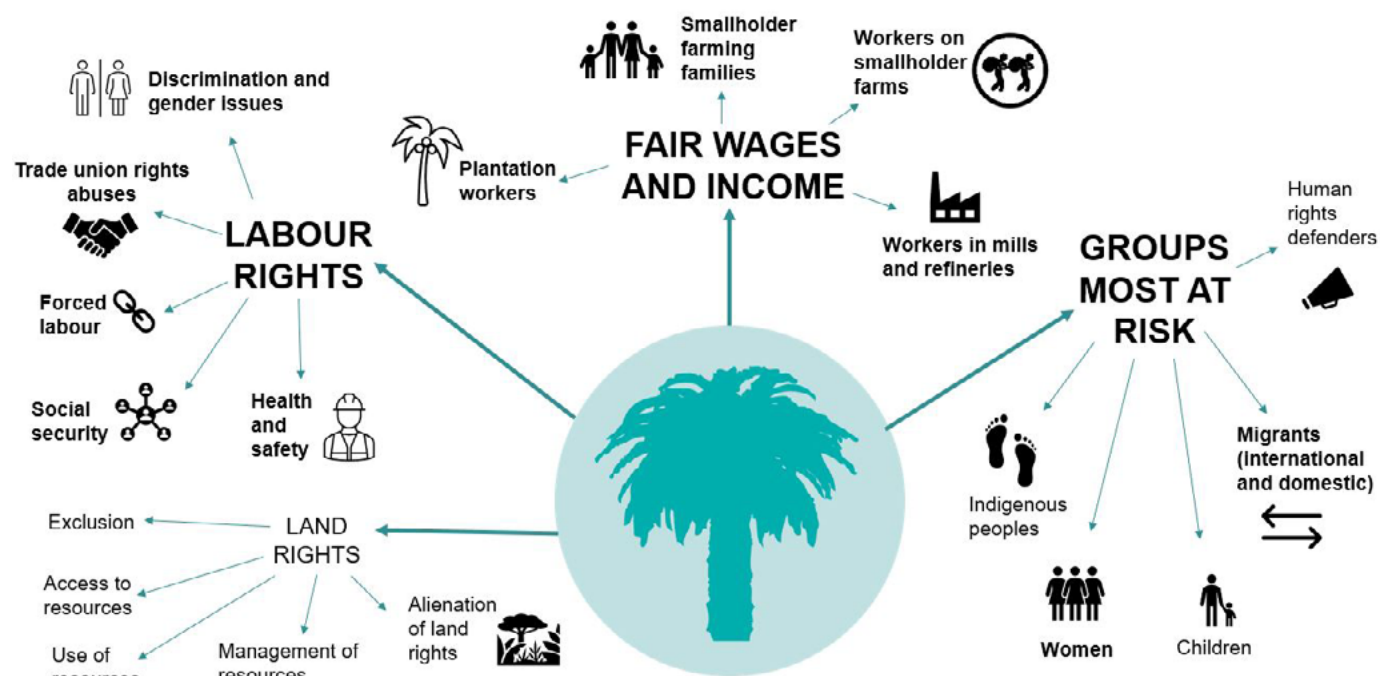 Discrimination and
gender issues
Trade union rights
abuses
LABOUR
RIGHTS
Forced
labour
Social
security
Health
and
safety
Smallholder
farming
families
Workers on
smallholder
farms
FAIR WAGES
AND INCOME
Plantation
workers
Workers in mills
and refineries
GROUPS
MOST AT
RISK
Human
rights
defenders
Indigenous
peoples
Migrants
(international
and domestic)
Women
Children
LAND
RIGHTS
Exclusion
Access to
resources
Use of
resources
Management of
resources
Alienation
of land
rights